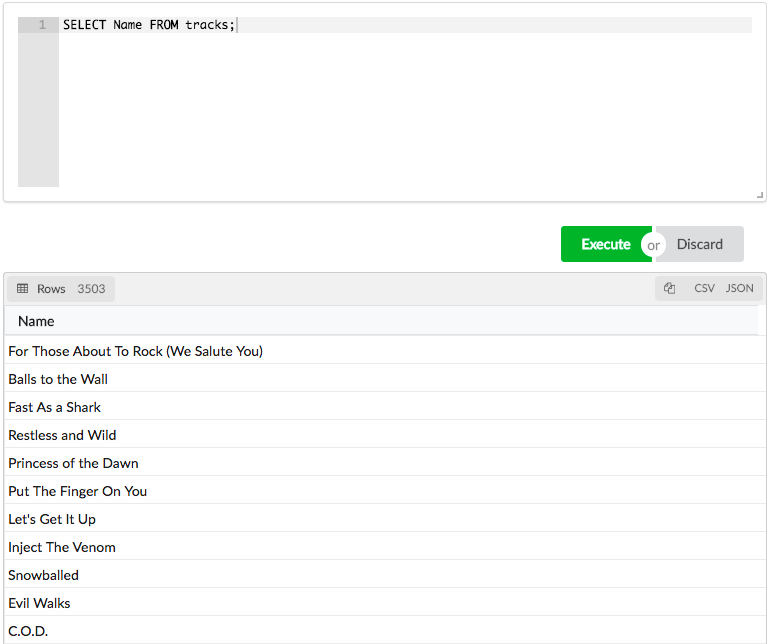 1 SELECT Name FROM tracks;
Execute or Discard
Rows 3503 CSV JSON
Name
For Those About To Rock (We Salute You)
Balls to the Wall
Fast As a Shark
Restless and Wild
Princess of the Dawn
Put The Finger On You
Let's Get It Up
Inject The Venom
Snowballed
Evil Walks
C.O.D.